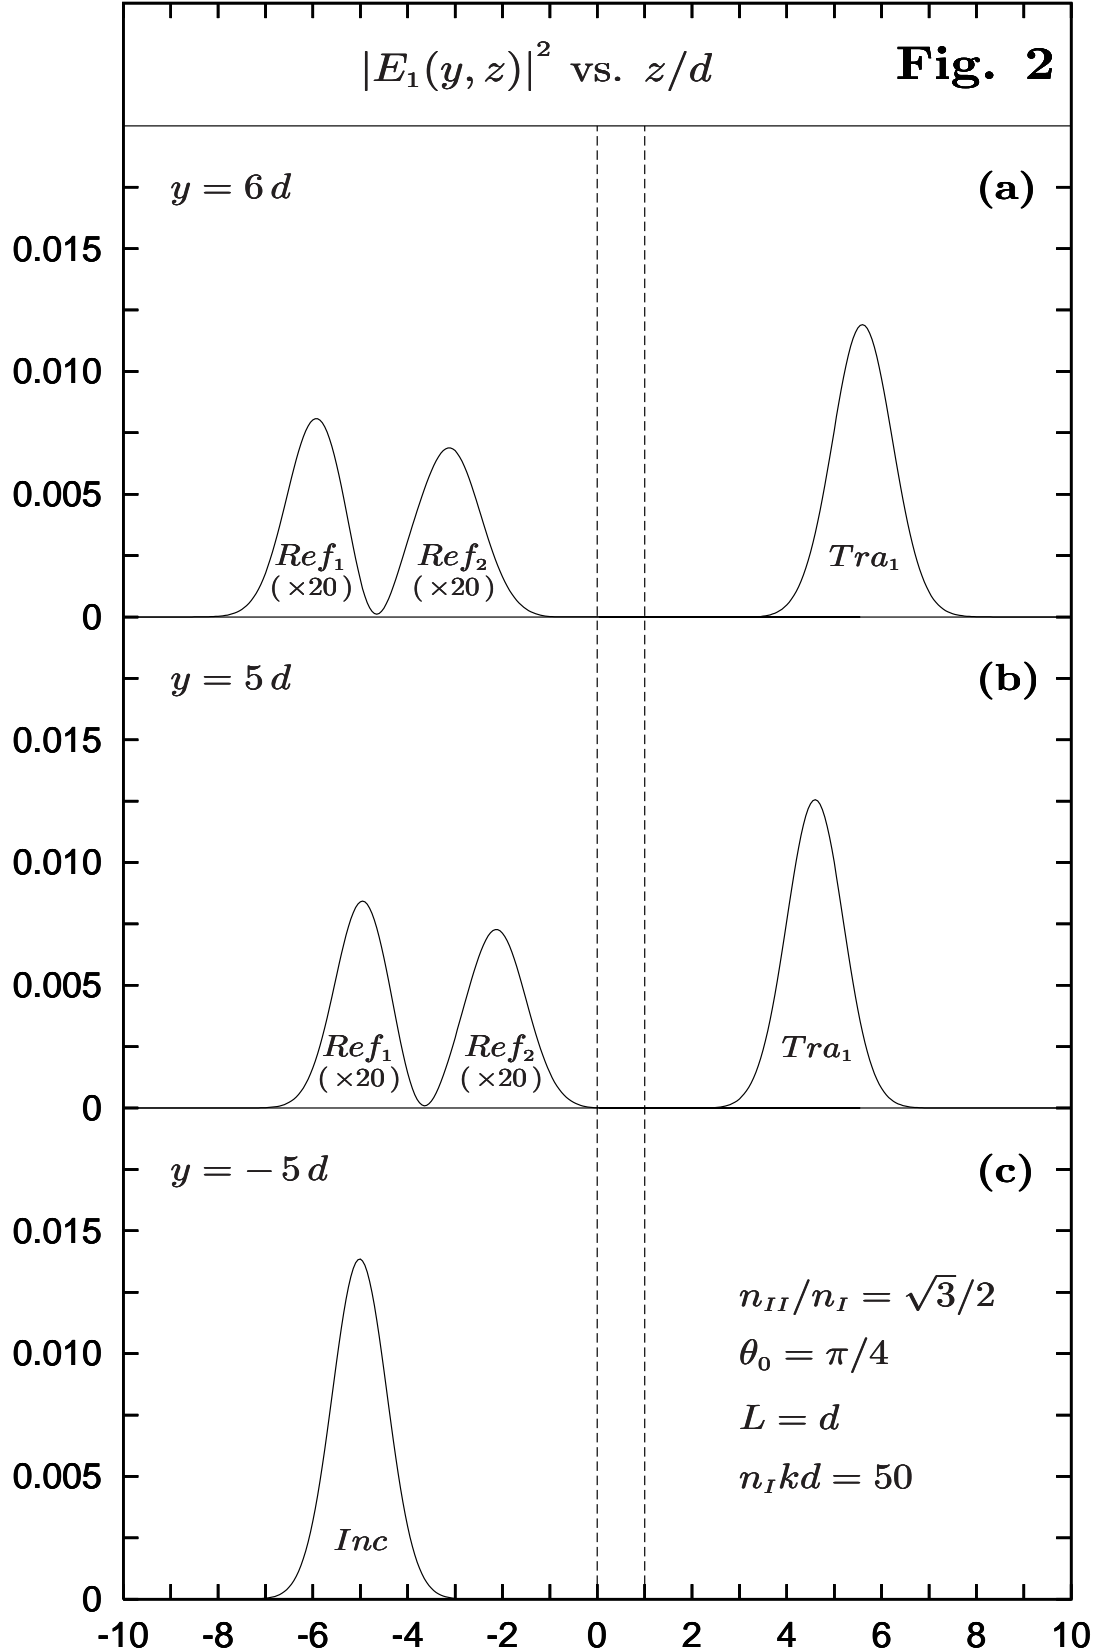 |E₁(y, z)|² vs. z/d Fig. 2
y = 6 d (a)
0.015
0.010
0.005
Ref₁ Ref₂ Tra₁
(×20) (×20)
0
y = 5 d (b)
0.015
0.010
0.005
Ref₁ Ref₂ Tra₁
(×20) (×20)
0
y = − 5 d (c)
0.015
n_II/n_I = √3/2
0.010 θ₀ = π/4
L = d
0.005 n_I kd = 50
Inc
0
-10 -8 -6 -4 -2 0 2 4 6 8 10